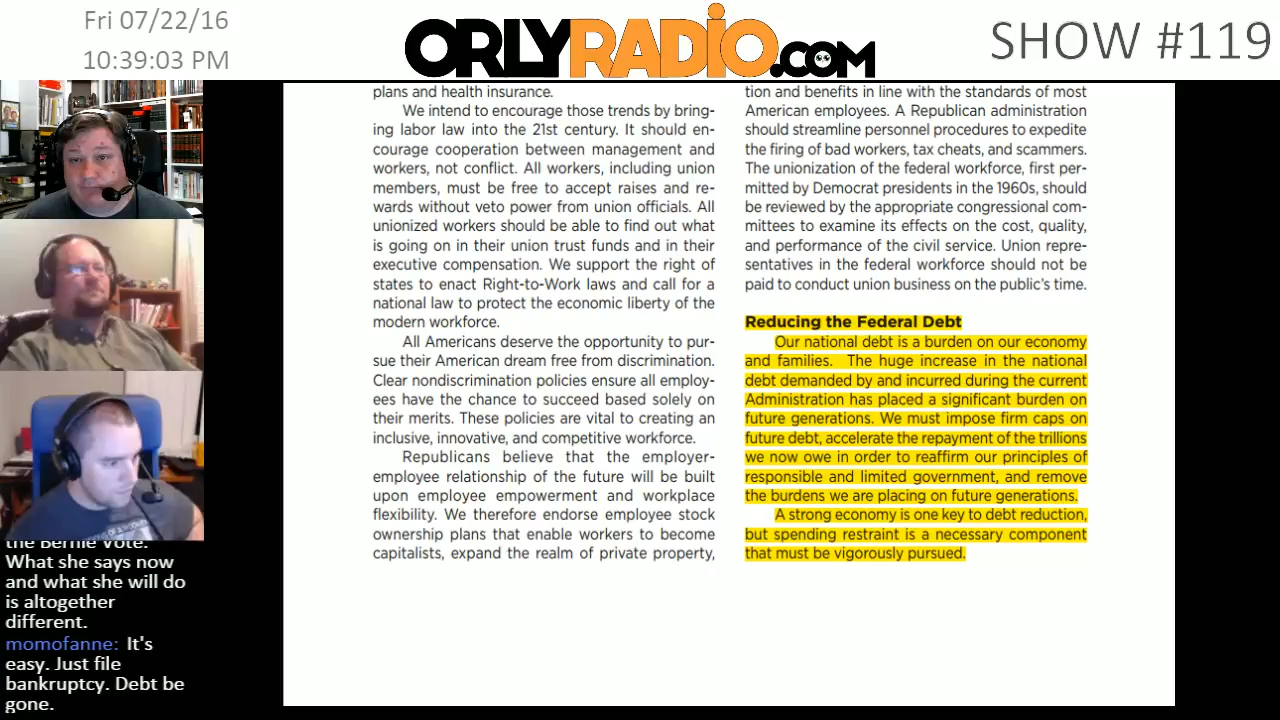 Fri 07/22/16
10:39:03 PM
ORLYRADIO.COM
SHOW #119
plans and health insurance.
We intend to encourage those trends by bring-
ing labor law into the 21st century. It should en-
courage cooperation between management and
workers, not conflict. All workers, including union
members, must be free to accept raises and re-
wards without veto power from union officials. All
unionized workers should be able to find out what
is going on in their union trust funds and in their
executive compensation. We support the right of
states to enact Right-to-Work laws and call for a
national law to protect the economic liberty of the
modern workforce.
All Americans deserve the opportunity to pur-
sue their American dream free from discrimination.
Clear nondiscrimination policies ensure all employ-
ees have the chance to succeed based solely on
their merits. These policies are vital to creating an
inclusive, innovative, and competitive workforce.
Republicans believe that the employer-
employee relationship of the future will be built
upon employee empowerment and workplace
flexibility. We therefore endorse employee stock
ownership plans that enable workers to become
capitalists, expand the realm of private property,
tion and benefits in line with the standards of most
American employees. A Republican administration
should streamline personnel procedures to expedite
the firing of bad workers, tax cheats, and scammers.
The unionization of the federal workforce, first per-
mitted by Democrat presidents in the 1960s, should
be reviewed by the appropriate congressional com-
mittees to examine its effects on the cost, quality,
and performance of the civil service. Union repre-
sentatives in the federal workforce should not be
paid to conduct union business on the public's time.
Reducing the Federal Debt
Our national debt is a burden on our economy
and families. The huge increase in the national
debt demanded by and incurred during the current
Administration has placed a significant burden on
future generations. We must impose firm caps on
future debt, accelerate the repayment of the trillions
we now owe in order to reaffirm our principles of
responsible and limited government, and remove
the burdens we are placing on future generations.
A strong economy is one key to debt reduction,
but spending restraint is a necessary component
that must be vigorously pursued.
the Bernie vote.
What she says now
and what she will do
is altogether
different.
momofanne: It's
easy. Just file
bankruptcy. Debt be
gone.